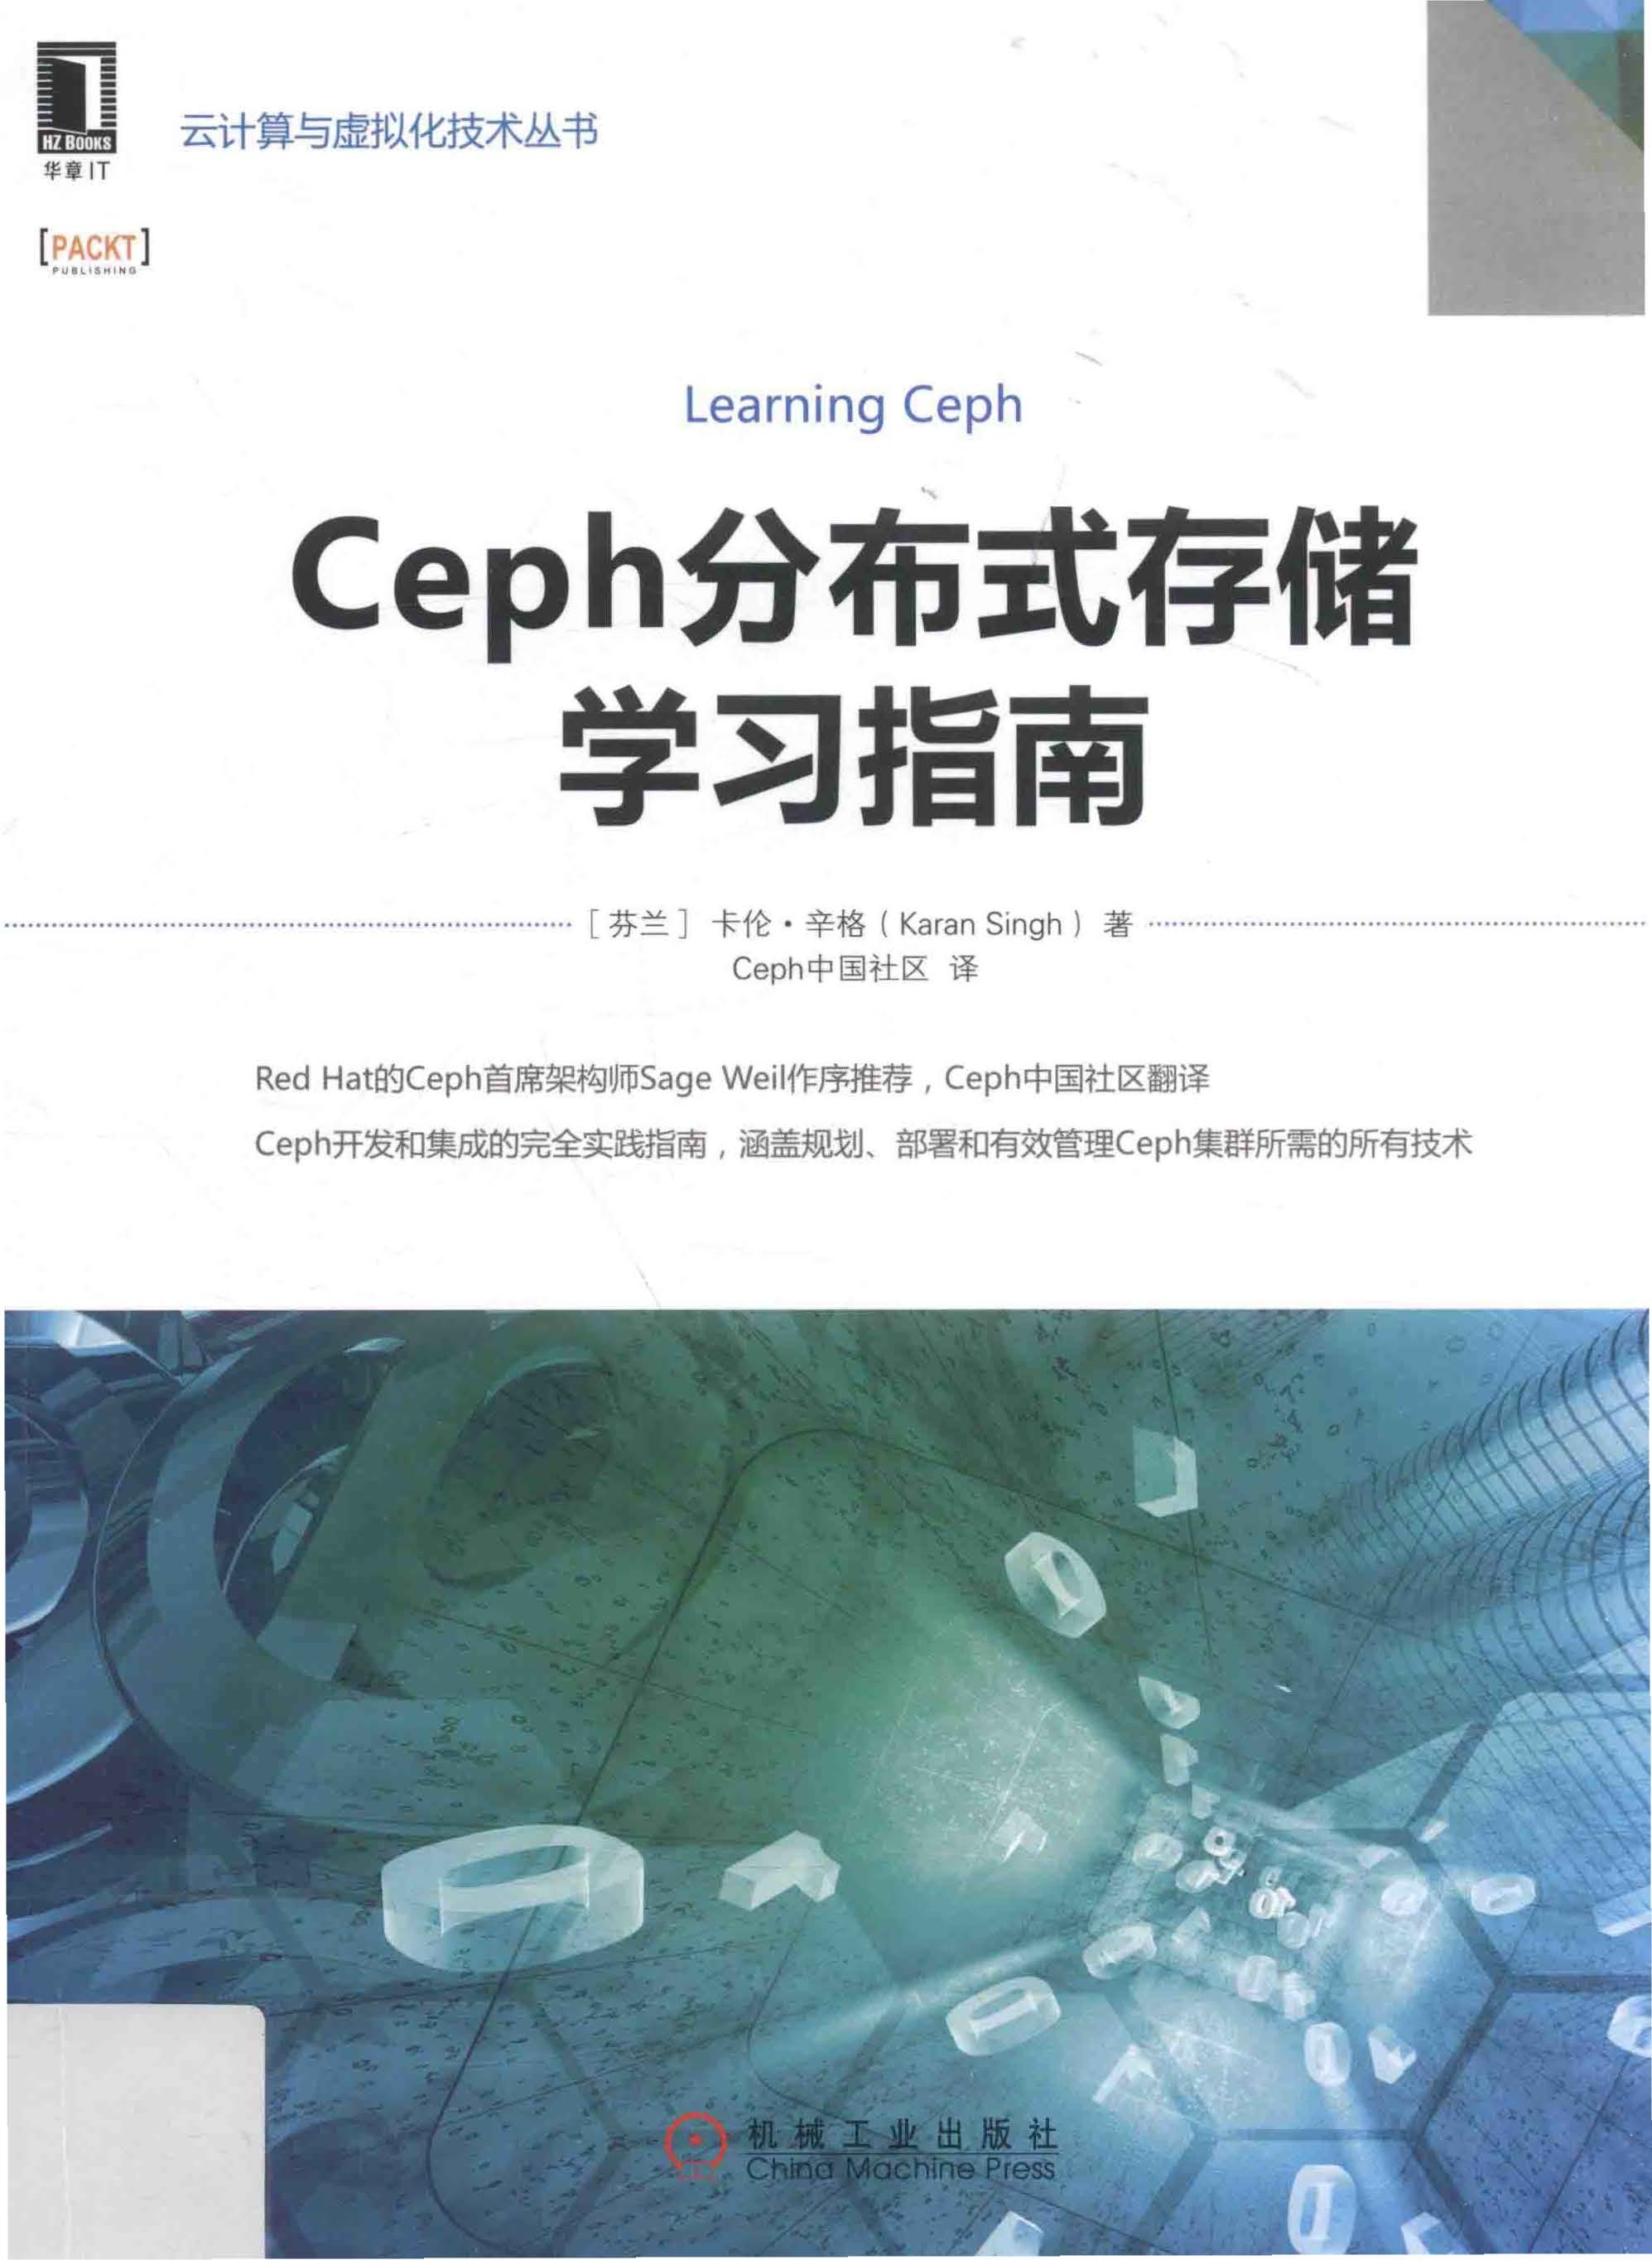 HZ BOOKS
华章IT
云计算与虚拟化技术丛书
[PACKT]
PUBLISHING
Learning Ceph
Ceph分布式存储
学习指南
[芬兰] 卡伦·辛格（Karan Singh）著
Ceph中国社区 译
Red Hat的Ceph首席架构师Sage Weil作序推荐，Ceph中国社区翻译
Ceph开发和集成的完全实践指南，涵盖规划、部署和有效管理Ceph集群所需的所有技术
机械工业出版社
China Machine Press